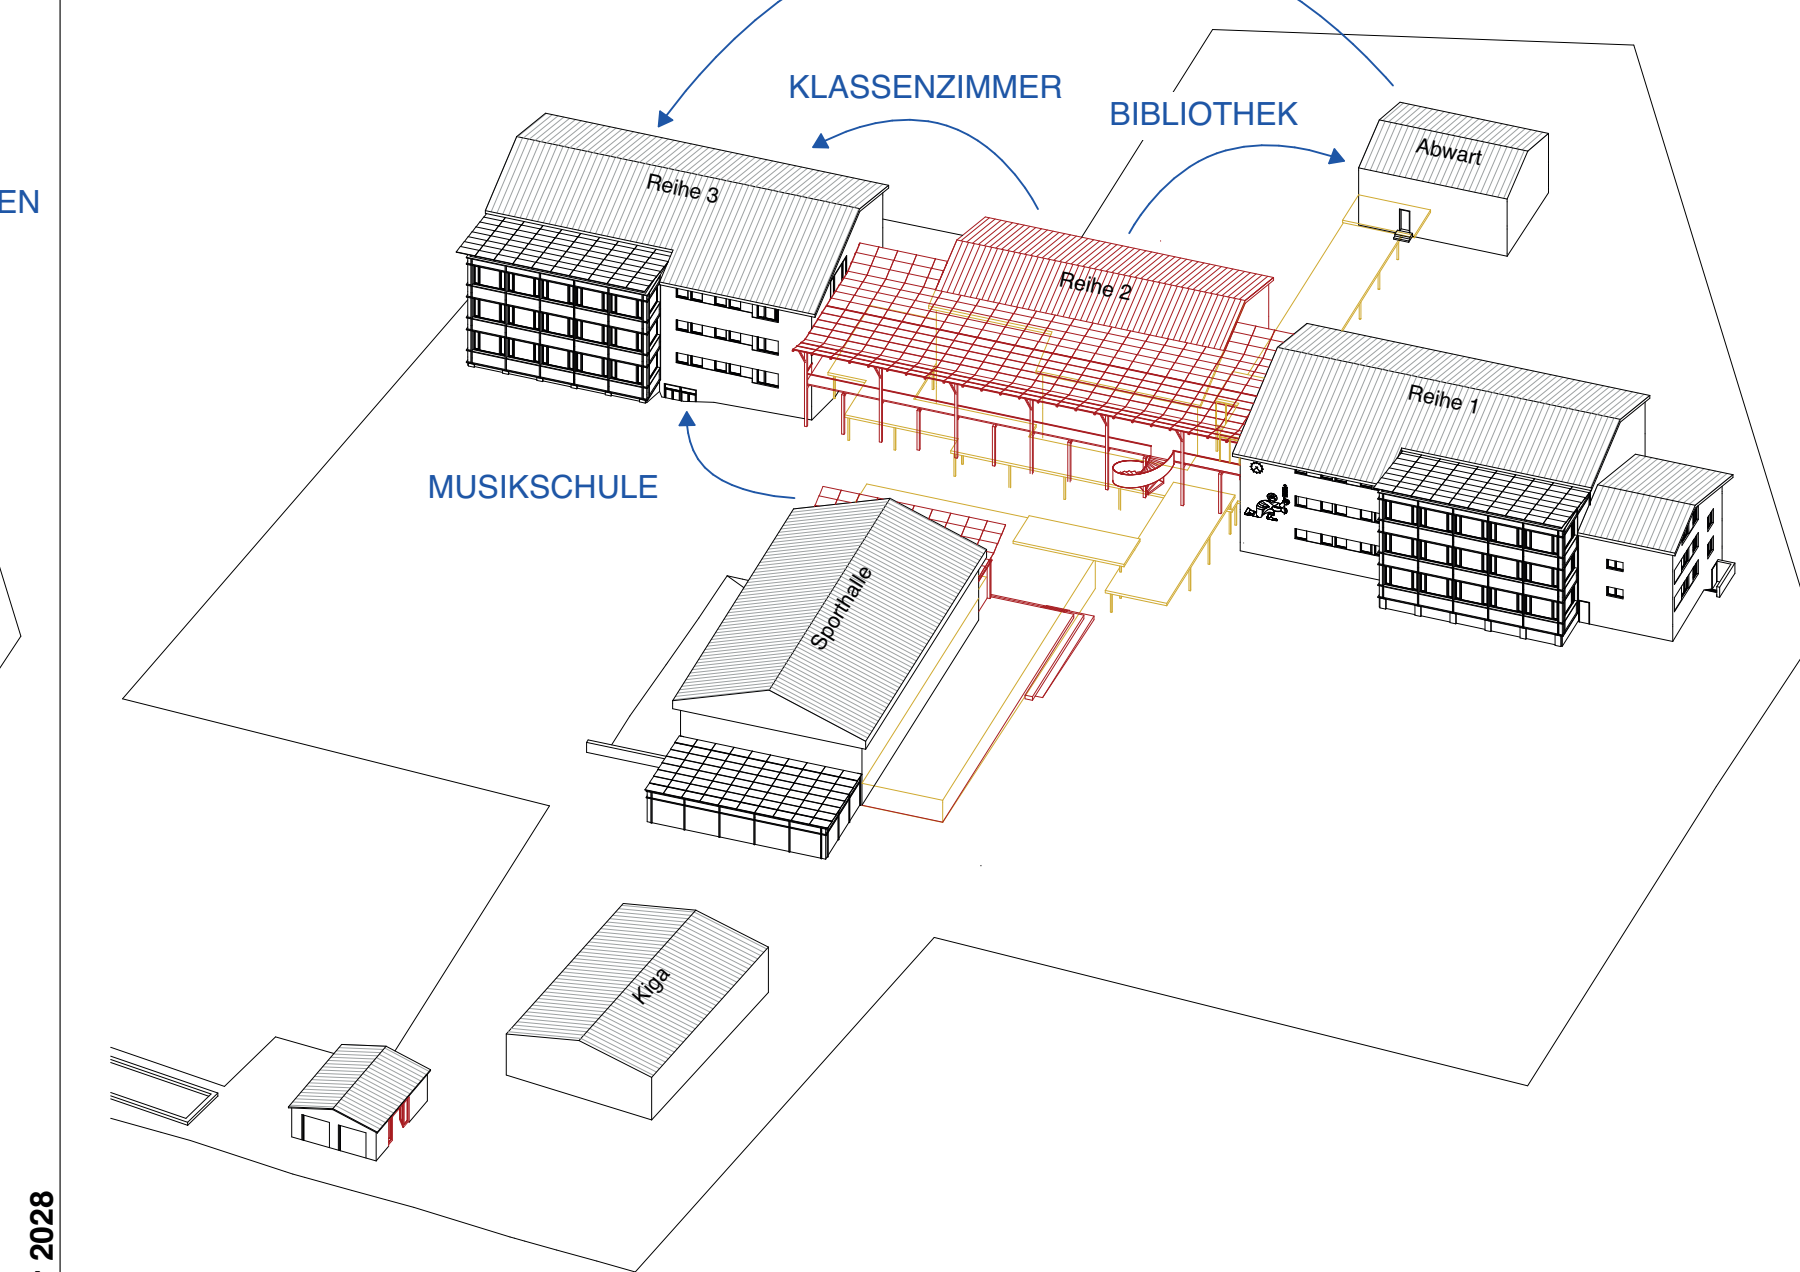 KLASSENZIMMER
BIBLIOTHEK
Abwart
Reihe 3
EN
Reihe 2
Reihe 1
MUSIKSCHULE
Sporthalle
Kiga
2028